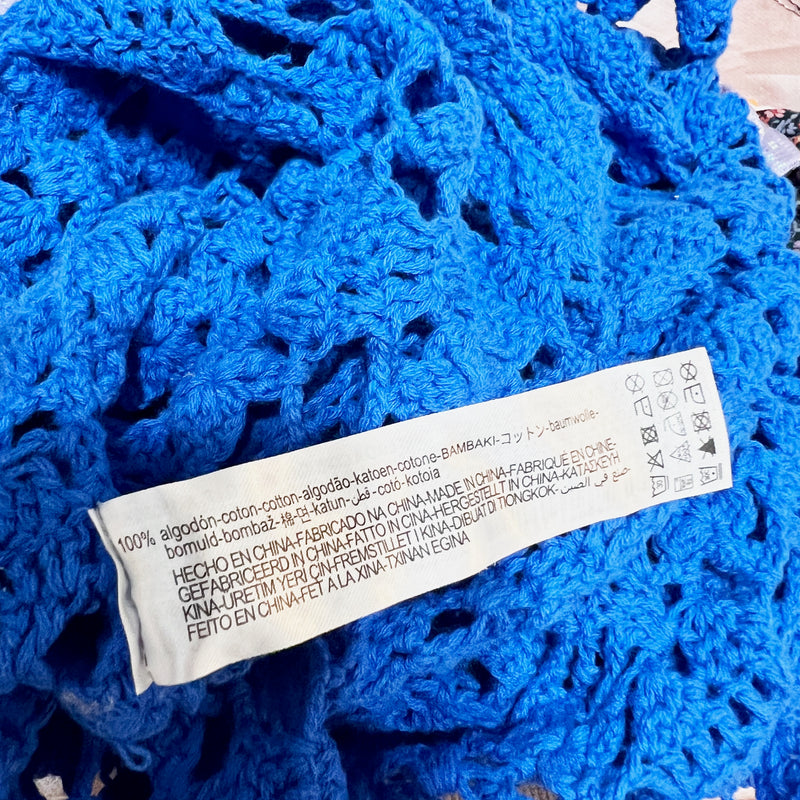 100% algodón-coton-cotton-algodão-katoen-cotone-BAMBAKI-コットン-baumwolle-
bomuld-bombaž-棉-면-katun-قطن-cotó-kotoia
HECHO EN CHINA-FABRICADO NA CHINA-MADE IN CHINA-FABRIQUÉ EN CHINE-
GEFABRICEERD IN CHINA-FATTO IN CINA-HERGESTELLT IN CHINA-ΚΑΤΑΣΚΕΥΗ
KINA-URETIM YERI ÇIN-FREMSTILLET I KINA-DIBUAT DI TIONGKOK-صنع في الصين
FEITO EN CHINA-FET A LA XINA-TXINAN EGINA